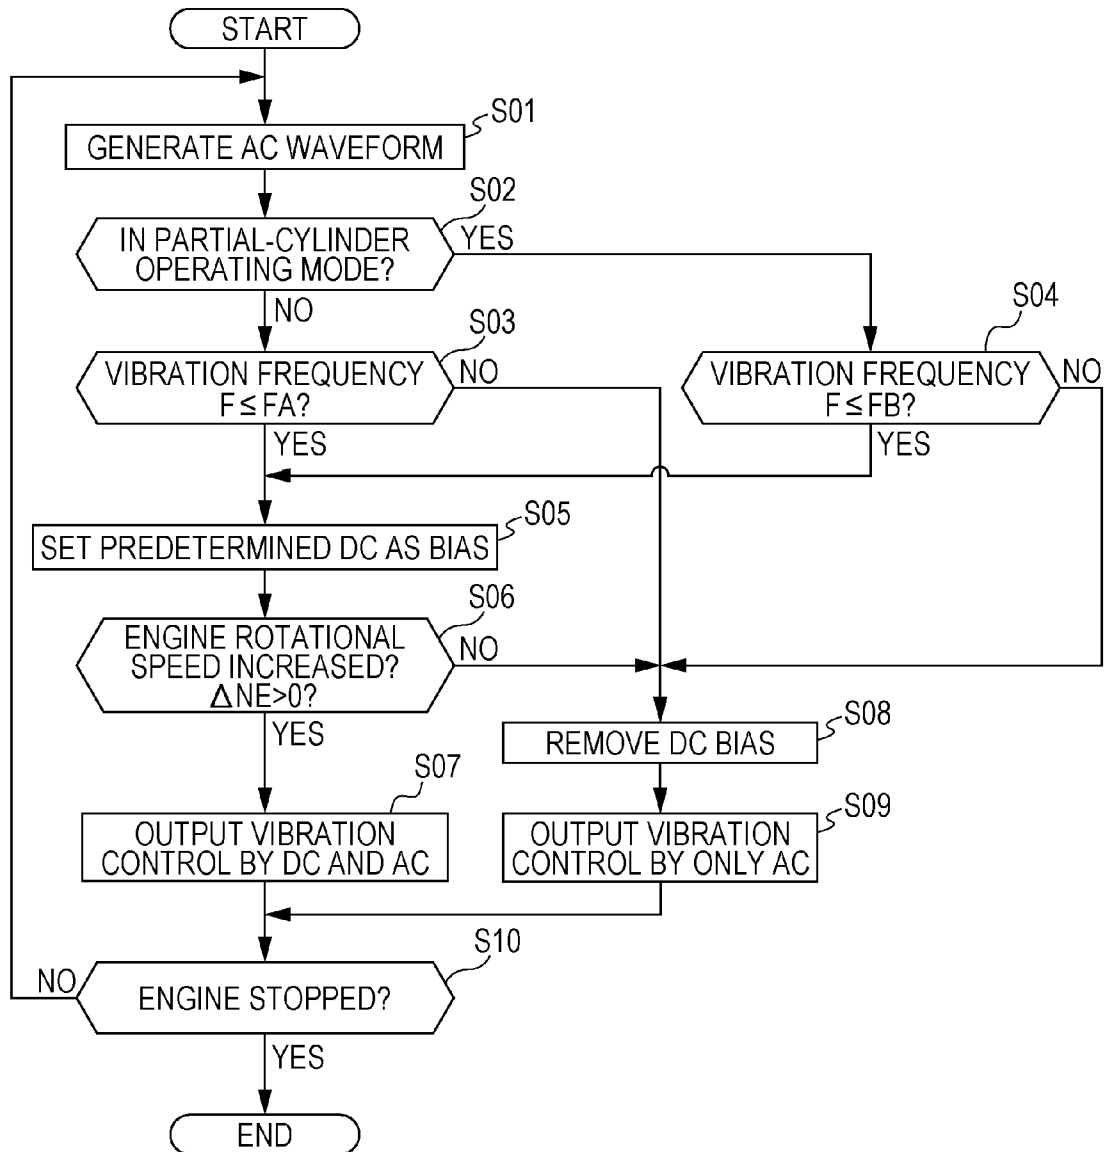 START
S01
GENERATE AC WAVEFORM
S02
IN PARTIAL-CYLINDER
OPERATING MODE?
YES
NO
S03
VIBRATION FREQUENCY
F≤FA?
NO
YES
S04
VIBRATION FREQUENCY
F≤FB?
NO
YES
S05
SET PREDETERMINED DC AS BIAS
S06
ENGINE ROTATIONAL
SPEED INCREASED?
ΔNE>0?
NO
YES
S08
REMOVE DC BIAS
S07
OUTPUT VIBRATION
CONTROL BY DC AND AC
S09
OUTPUT VIBRATION
CONTROL BY ONLY AC
S10
ENGINE STOPPED?
NO
YES
END